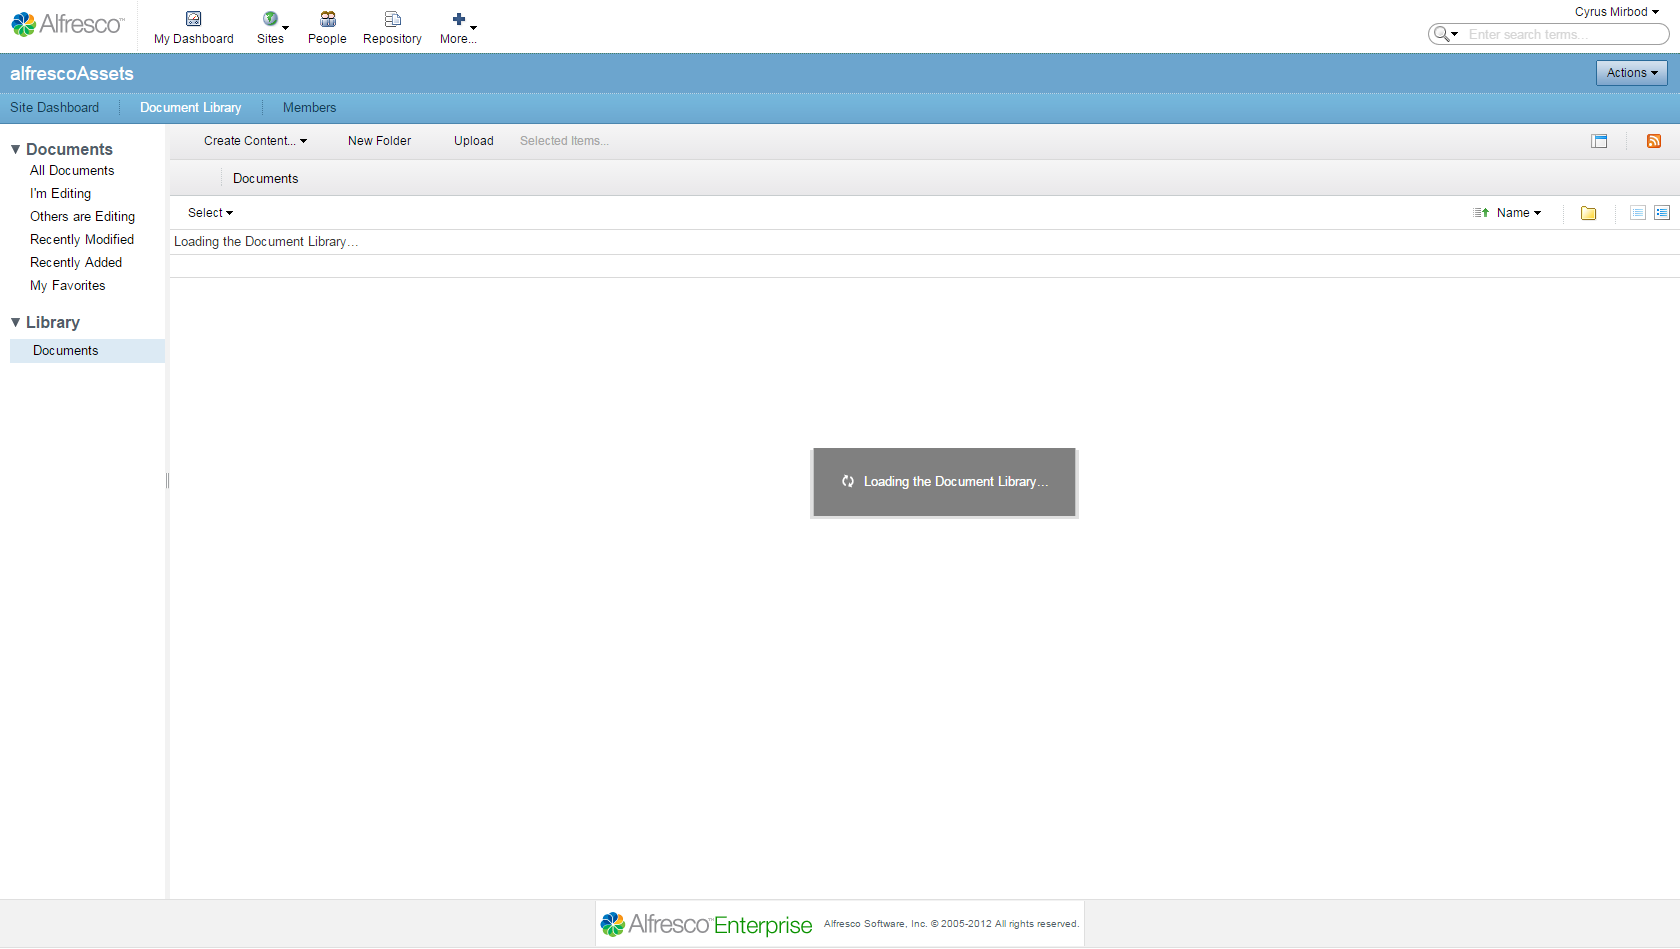 Alfresco™
My Dashboard
Sites
People
Repository
More...
Cyrus Mirbod
Enter search terms...
alfrescoAssets
Actions
Site Dashboard
Document Library
Members
Documents
All Documents
I'm Editing
Others are Editing
Recently Modified
Recently Added
My Favorites
Library
Documents
Create Content...
New Folder
Upload
Selected Items...
Documents
Select
Name
Loading the Document Library...
Loading the Document Library...
Alfresco™ Enterprise
Alfresco Software, Inc. © 2005-2012 All rights reserved.